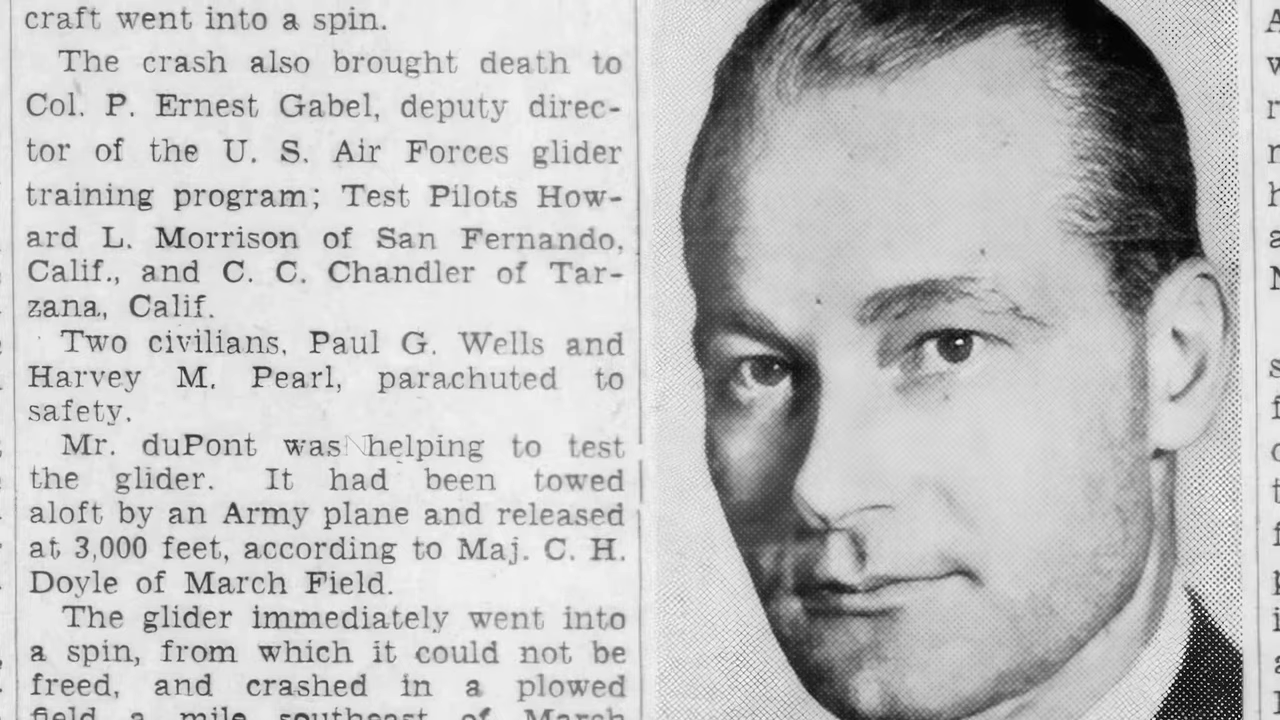 craft went into a spin.
The crash also brought death to
Col. P. Ernest Gabel, deputy direc-
tor of the U. S. Air Forces glider
training program; Test Pilots How-
ard L. Morrison of San Fernando,
Calif., and C. C. Chandler of Tar-
zana, Calif.
Two civilians, Paul G. Wells and
Harvey M. Pearl, parachuted to
safety.
Mr. duPont was helping to test
the glider. It had been towed
aloft by an Army plane and released
at 3,000 feet, according to Maj. C. H.
Doyle of March Field.
The glider immediately went into
a spin, from which it could not be
freed, and crashed in a plowed
field a mile southeast of March